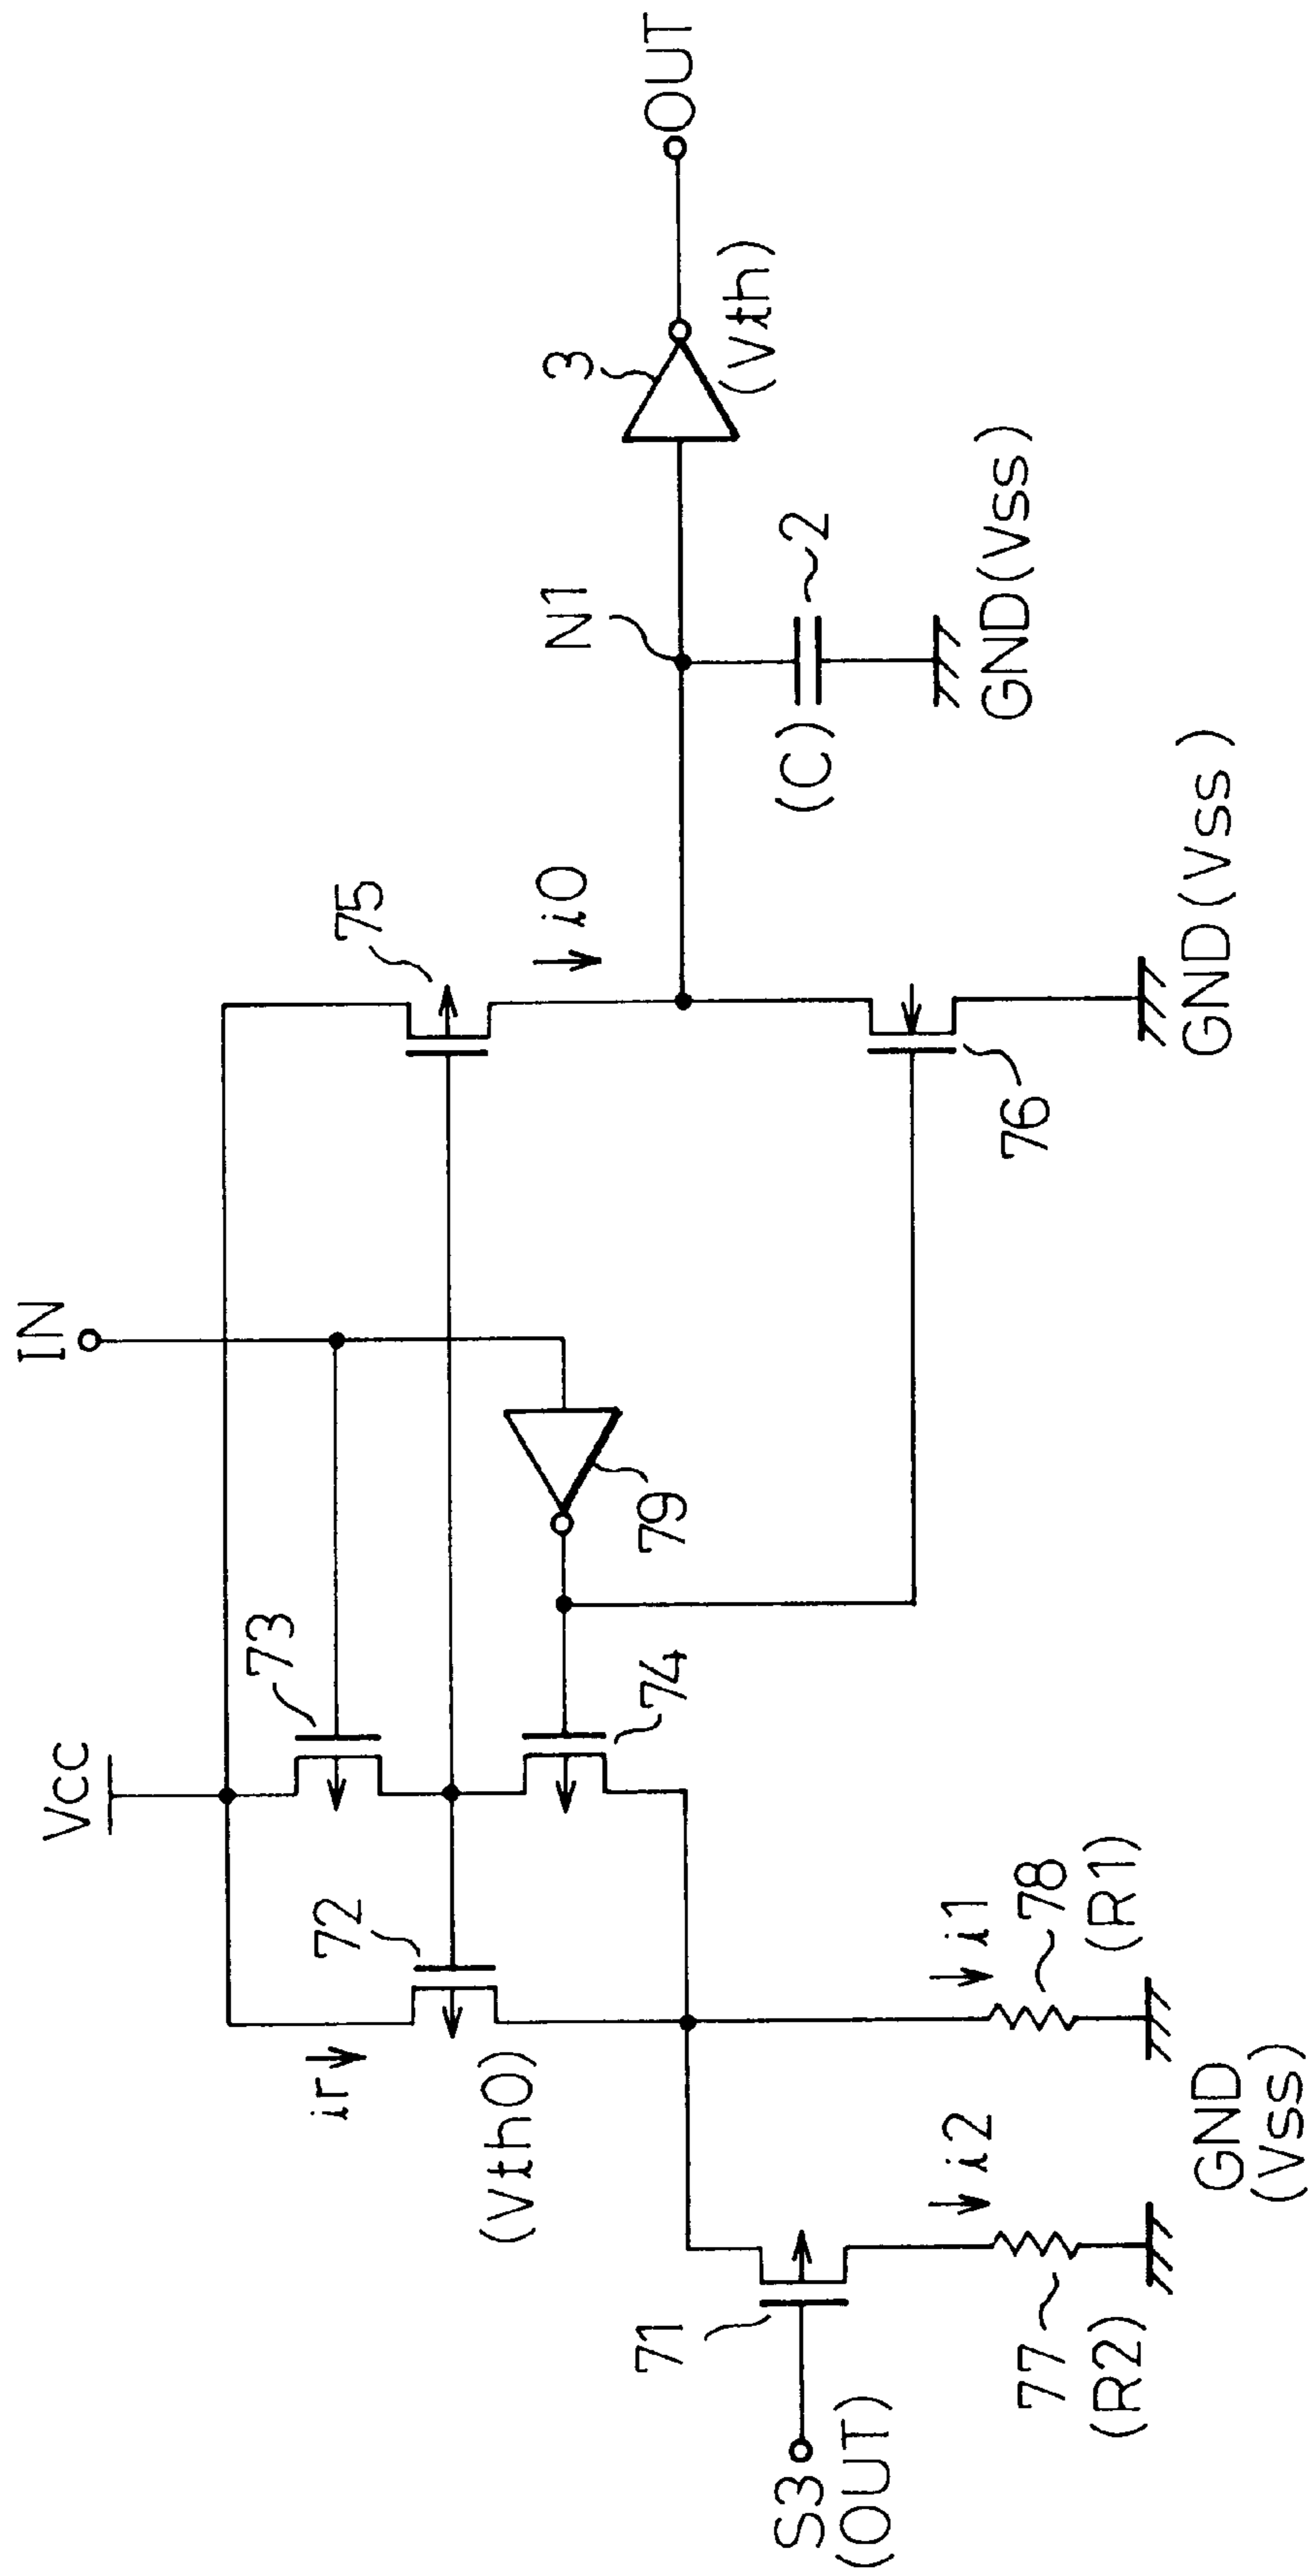 IN
Vcc
73
72
ir
(Vth0)
74
79
75
i0
76
N1
3
(Vth)
OUT
(C)
2
GND(Vss)
GND(Vss)
71
S3
(OUT)
i2
77
(R2)
i1
78
(R1)
GND
(Vss)